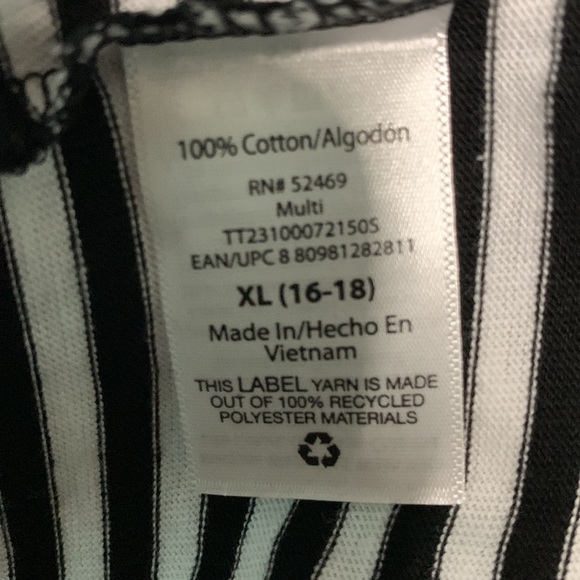 100% Cotton/Algodón
RN# 52469
Multi
TT23100072150S
EAN/UPC 8 80981282811
XL (16-18)
Made In/Hecho En
Vietnam
THIS LABEL YARN IS MADE
OUT OF 100% RECYCLED
POLYESTER MATERIALS